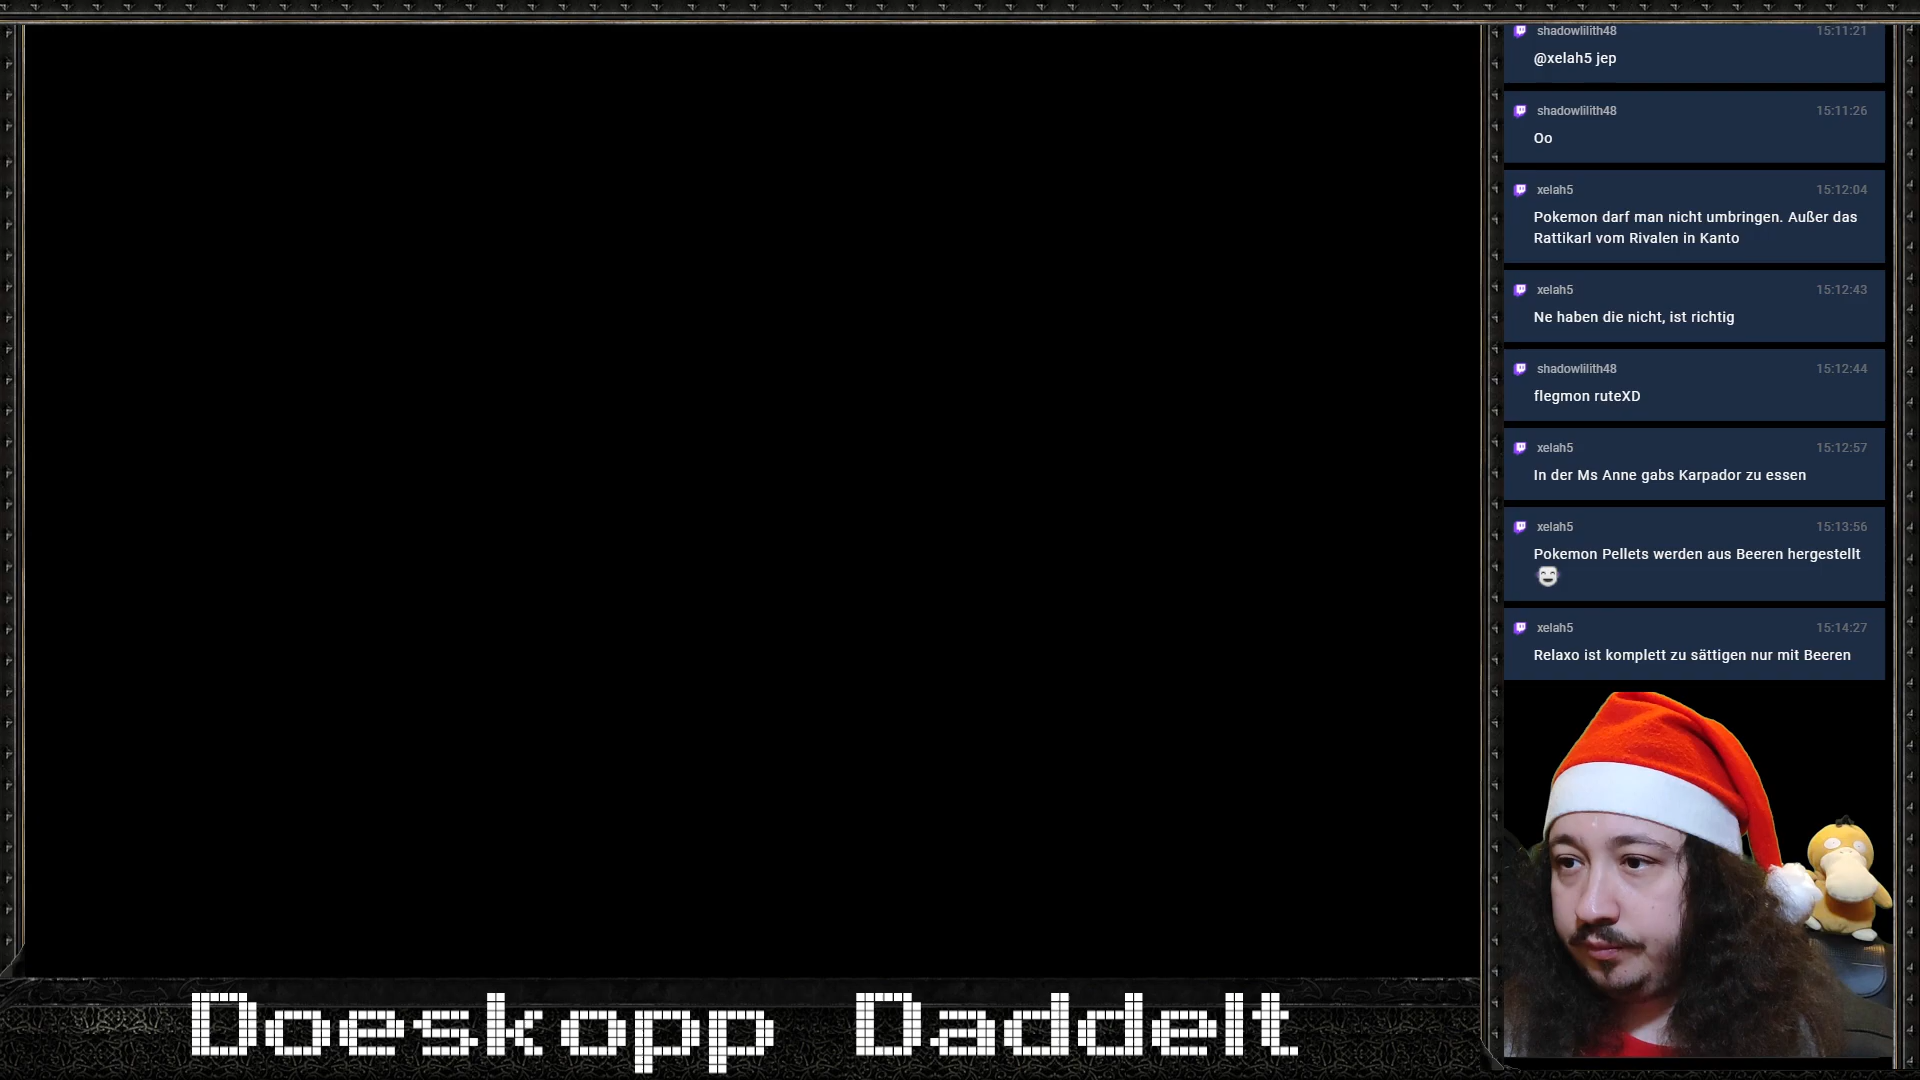 shadowlilith48 15:11:21
@xelah5 jep
shadowlilith48 15:11:26
Oo
xelah5 15:12:04
Pokemon darf man nicht umbringen. Außer das
Rattikarl vom Rivalen in Kanto
xelah5 15:12:43
Ne haben die nicht, ist richtig
shadowlilith48 15:12:44
flegmon ruteXD
xelah5 15:12:57
In der Ms Anne gabs Karpador zu essen
xelah5 15:13:56
Pokemon Pellets werden aus Beeren hergestellt
xelah5 15:14:27
Relaxo ist komplett zu sättigen nur mit Beeren
Doeskopp Daddelt